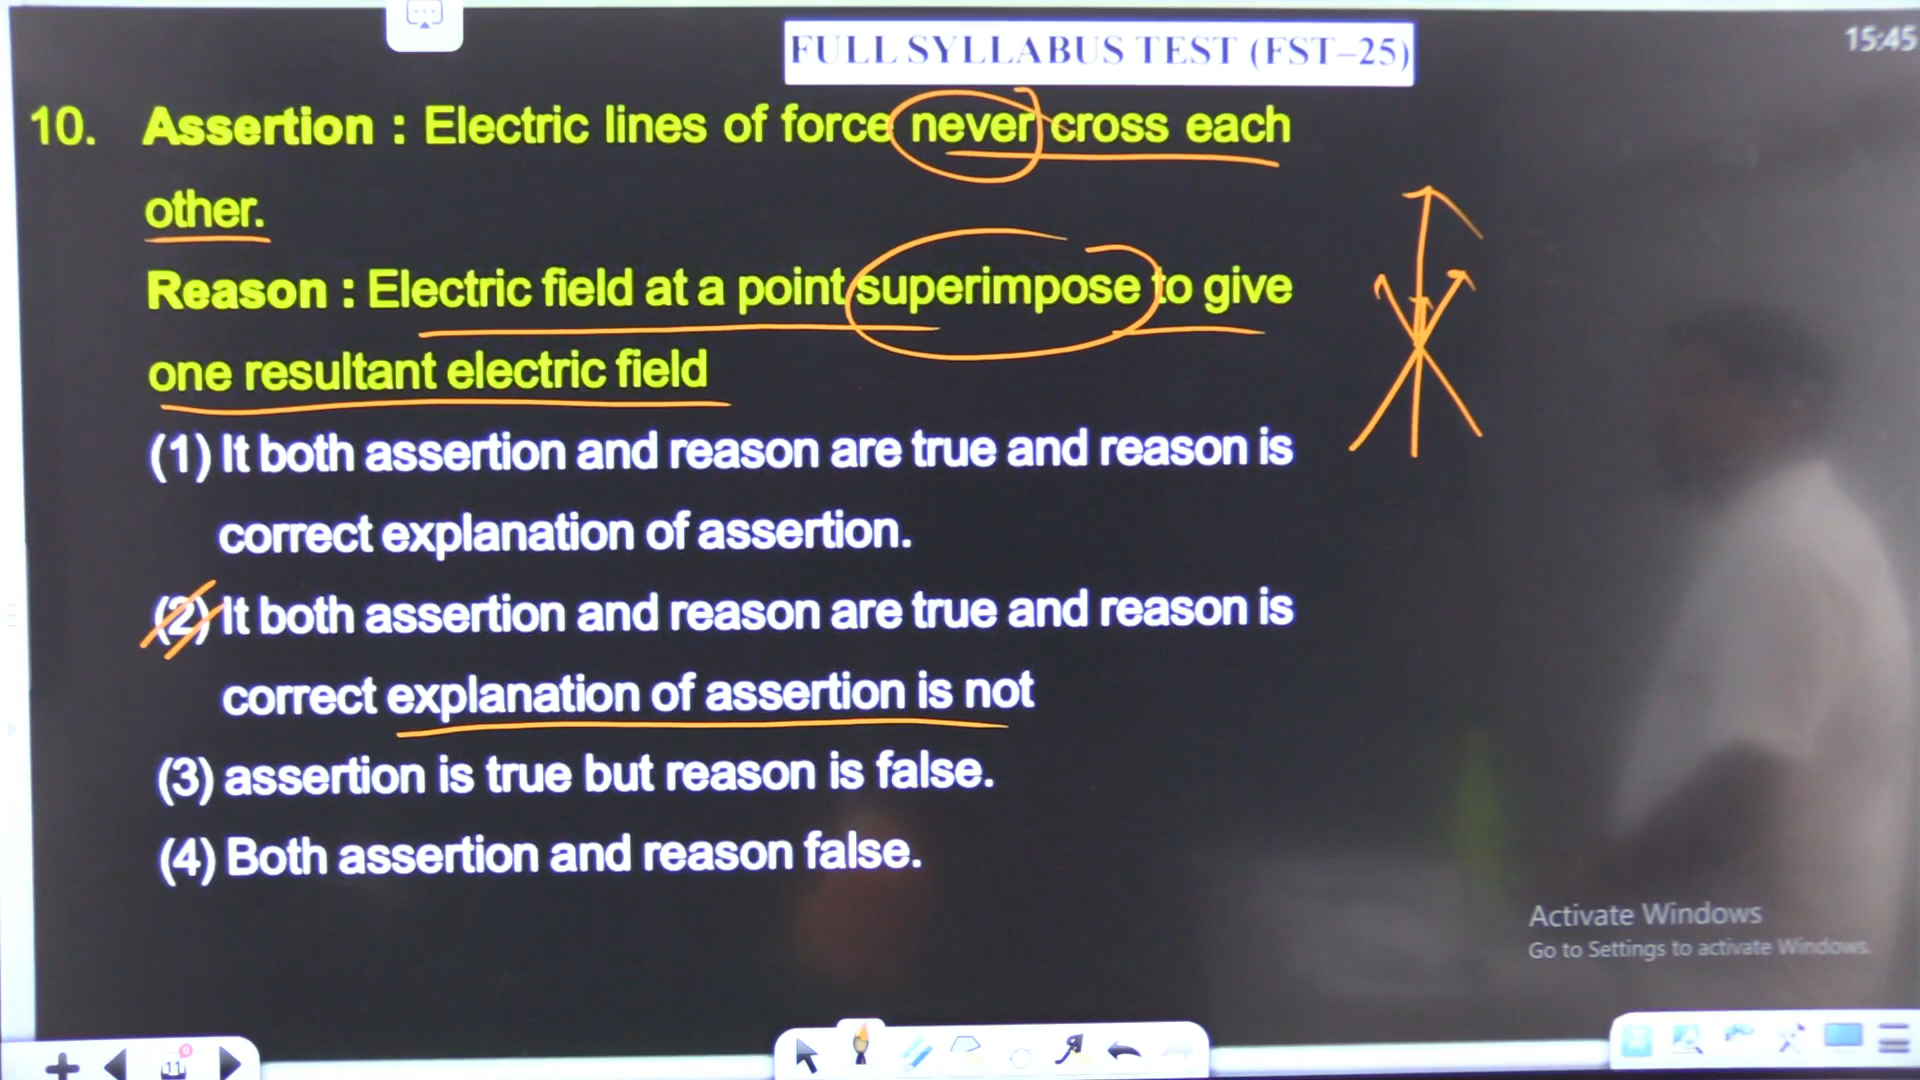 FULL SYLLABUS TEST (FST–25)
15:45
10. Assertion : Electric lines of force never cross each
other.
Reason : Electric field at a point superimpose to give
one resultant electric field
(1) It both assertion and reason are true and reason is
correct explanation of assertion.
(2) It both assertion and reason are true and reason is
correct explanation of assertion is not
(3) assertion is true but reason is false.
(4) Both assertion and reason false.
Activate Windows
Go to Settings to activate Windows.
11